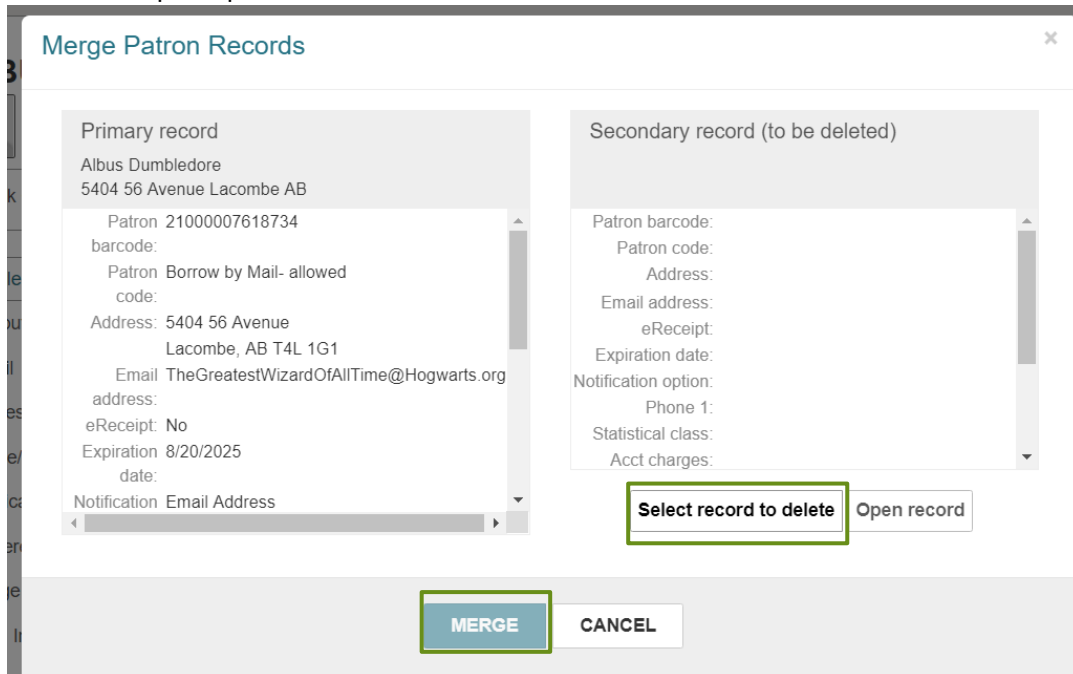 Merge Patron Records
×
Primary record
Albus Dumbledore
5404 56 Avenue Lacombe AB
Patron barcode: 21000007618734
Patron code: Borrow by Mail- allowed
Address: 5404 56 Avenue
Lacombe, AB T4L 1G1
Email address: TheGreatestWizardOfAllTime@Hogwarts.org
eReceipt: No
Expiration date: 8/20/2025
Notification Email Address
Secondary record (to be deleted)
Patron barcode:
Patron code:
Address:
Email address:
eReceipt:
Expiration date:
Notification option:
Phone 1:
Statistical class:
Acct charges:
Select record to delete
Open record
MERGE
CANCEL